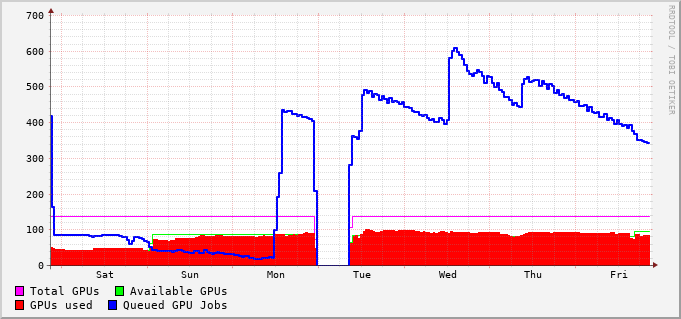 700
600
500
400
300
200
100
0
Sat Sun Mon Tue Wed Thu Fri
Total GPUs Available GPUs
GPUs used Queued GPU Jobs
RRDTOOL / TOBI OETIKER